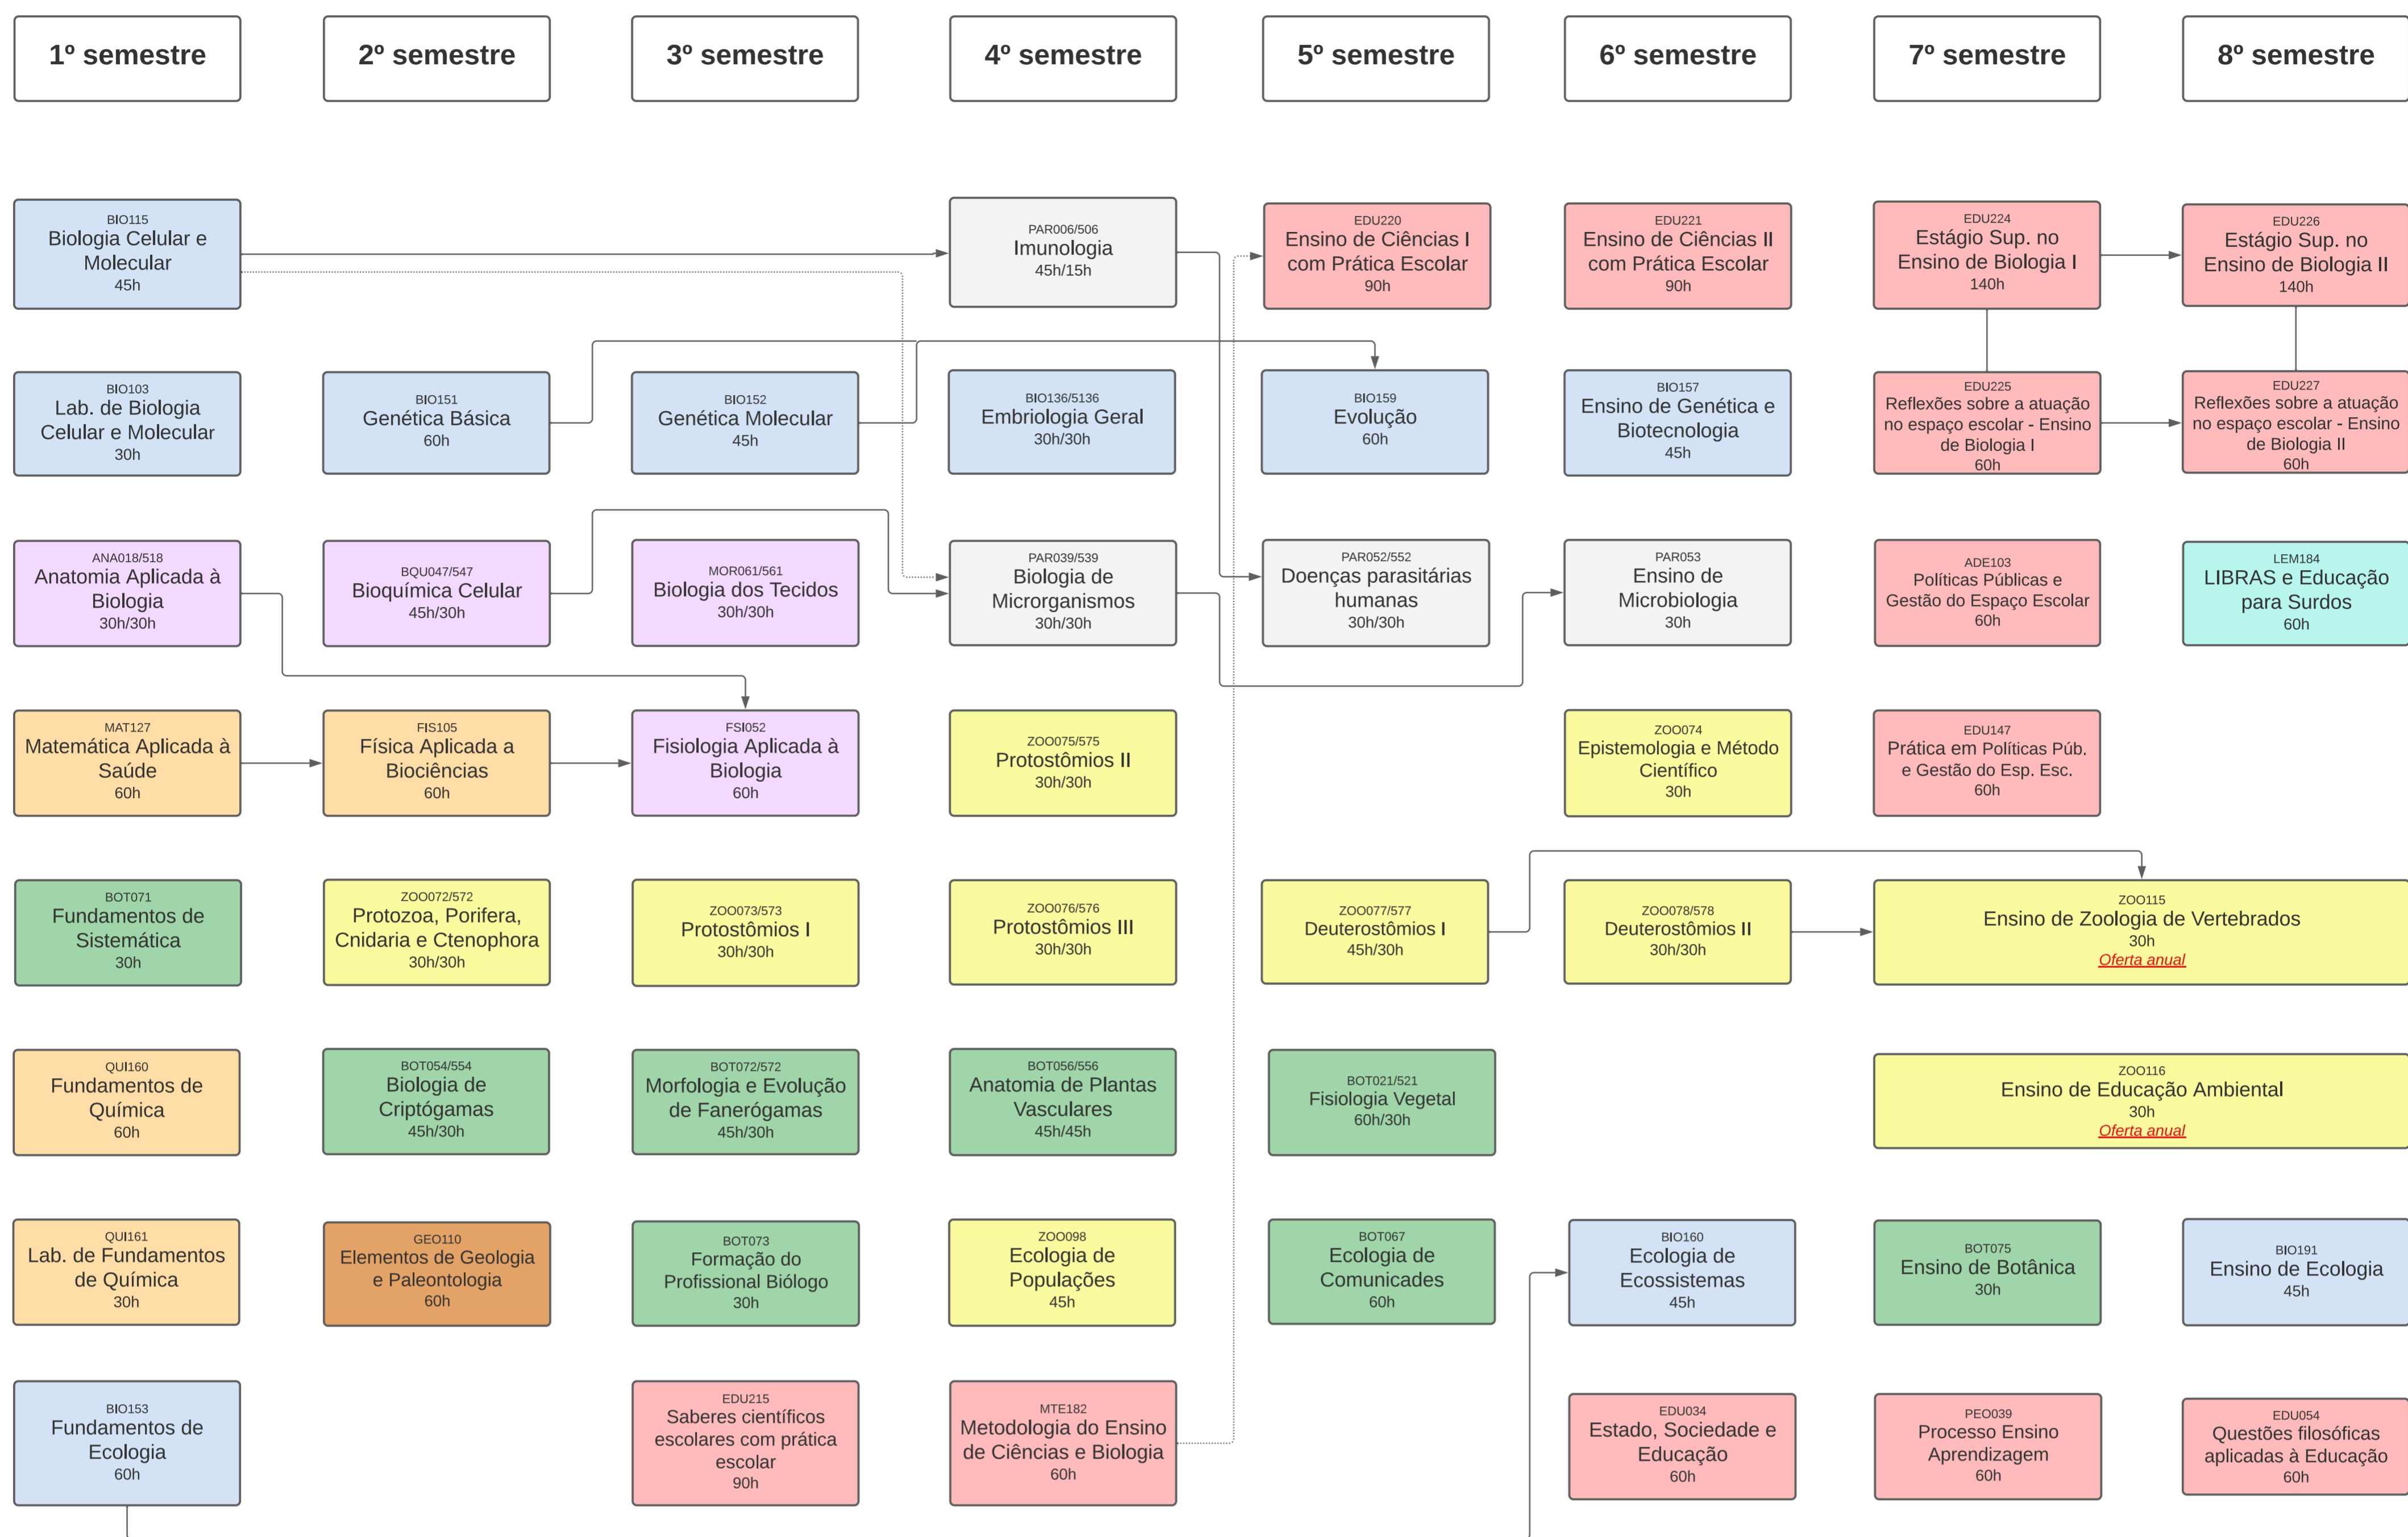 1º semestre
2º semestre
3º semestre
4º semestre
5º semestre
6º semestre
7º semestre
8º semestre
BIO115
Biologia Celular e
Molecular
45h
PAR006/506
Imunologia
45h/15h
EDU220
Ensino de Ciências I
com Prática Escolar
90h
EDU221
Ensino de Ciências II
com Prática Escolar
90h
EDU224
Estágio Sup. no
Ensino de Biologia I
140h
EDU226
Estágio Sup. no
Ensino de Biologia II
140h
BIO103
Lab. de Biologia
Celular e Molecular
30h
BIO151
Genética Básica
60h
BIO152
Genética Molecular
45h
BIO136/5136
Embriologia Geral
30h/30h
BIO159
Evolução
60h
BIO157
Ensino de Genética e
Biotecnologia
45h
EDU225
Reflexões sobre a atuação
no espaço escolar - Ensino
de Biologia I
60h
EDU227
Reflexões sobre a atuação
no espaço escolar - Ensino
de Biologia II
60h
ANA018/518
Anatomia Aplicada à
Biologia
30h/30h
BQU047/547
Bioquímica Celular
45h/30h
MOR061/561
Biologia dos Tecidos
30h/30h
PAR039/539
Biologia de
Microrganismos
30h/30h
PAR052/552
Doenças parasitárias
humanas
30h/30h
PAR053
Ensino de
Microbiologia
30h
ADE103
Políticas Públicas e
Gestão do Espaço Escolar
60h
LEM184
LIBRAS e Educação
para Surdos
60h
MAT127
Matemática Aplicada à
Saúde
60h
FIS105
Física Aplicada a
Biociências
60h
FSI052
Fisiologia Aplicada à
Biologia
60h
ZOO075/575
Protostômios II
30h/30h
ZOO074
Epistemologia e Método
Científico
30h
EDU147
Prática em Políticas Púb.
e Gestão do Esp. Esc.
60h
BOT071
Fundamentos de
Sistemática
30h
ZOO072/572
Protozoa, Porifera,
Cnidaria e Ctenophora
30h/30h
ZOO073/573
Protostômios I
30h/30h
ZOO076/576
Protostômios III
30h/30h
ZOO077/577
Deuterostômios I
45h/30h
ZOO078/578
Deuterostômios II
30h/30h
ZOO115
Ensino de Zoologia de Vertebrados
30h
Oferta anual
QUI160
Fundamentos de
Química
60h
BOT054/554
Biologia de
Criptógamas
45h/30h
BOT072/572
Morfologia e Evolução
de Fanerógamas
45h/30h
BOT056/556
Anatomia de Plantas
Vasculares
45h/45h
BOT021/521
Fisiologia Vegetal
60h/30h
ZOO116
Ensino de Educação Ambiental
30h
Oferta anual
QUI161
Lab. de Fundamentos
de Química
30h
GEO110
Elementos de Geologia
e Paleontologia
60h
BOT073
Formação do
Profissional Biólogo
30h
ZOO098
Ecologia de
Populações
45h
BOT067
Ecologia de
Comunicades
60h
BIO160
Ecologia de
Ecossistemas
45h
BOT075
Ensino de Botânica
30h
BIO191
Ensino de Ecologia
45h
BIO153
Fundamentos de
Ecologia
60h
EDU215
Saberes científicos
escolares com prática
escolar
90h
MTE182
Metodologia do Ensino
de Ciências e Biologia
60h
EDU034
Estado, Sociedade e
Educação
60h
PEO039
Processo Ensino
Aprendizagem
60h
EDU054
Questões filosóficas
aplicadas à Educação
60h